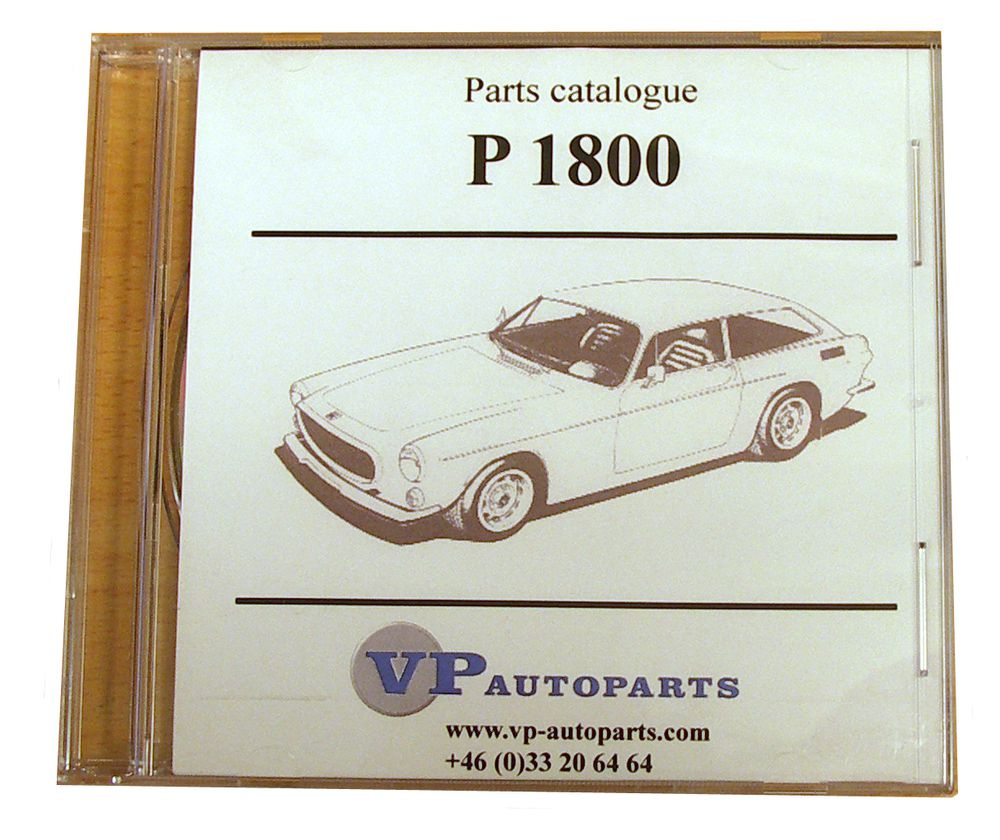 Parts catalogue
P 1800
VP AUTOPARTS
www.vp-autoparts.com
+46 (0)33 20 64 64